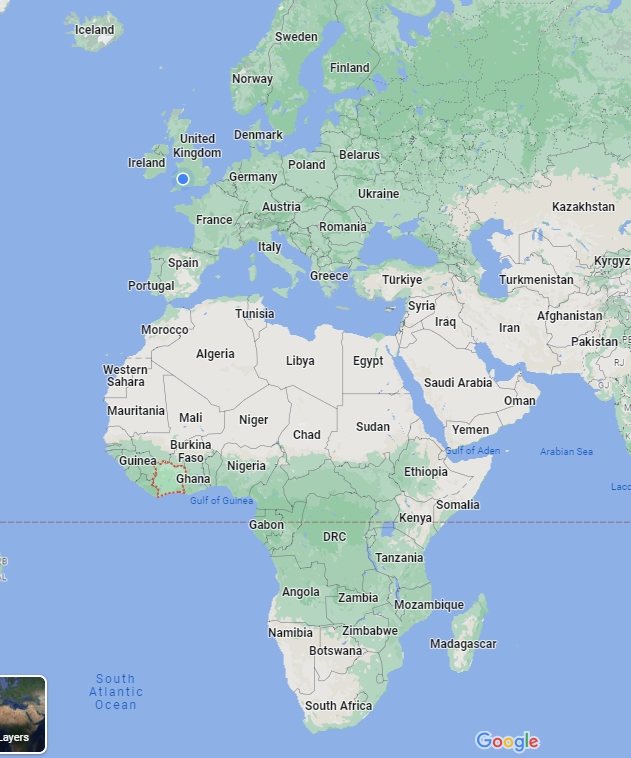 Iceland
Sweden
Finland
Norway
United
Kingdom
Denmark
Ireland
Belarus
Poland
Germany
Ukraine
Austria
Kazakhstan
France
Romania
Italy
Kyrgyz
Spain
Greece
Türkiye
Turkmenistan
Portugal
Syria
Tunisia
Afghanistan
Iraq
Iran
Morocco
Pakistan
PB
Algeria
Libya
Egypt
RJ
Western
Sahara
Saudi Arabia
GJ
Oman
Mauritania
Mali
Niger
Sudan
Chad
Yemen
Burkina
Faso
Gulf of Aden
Arabian Sea
Guinea
Nigeria
Ethiopia
Ghana
Lacc
Gulf of Guinea
Somalia
Kenya
Gabon
DRC
Tanzania
Angola
Zambia
Mozambique
Namibia
Zimbabwe
Madagascar
Botswana
South
Atlantic
Ocean
South Africa
Layers
Google